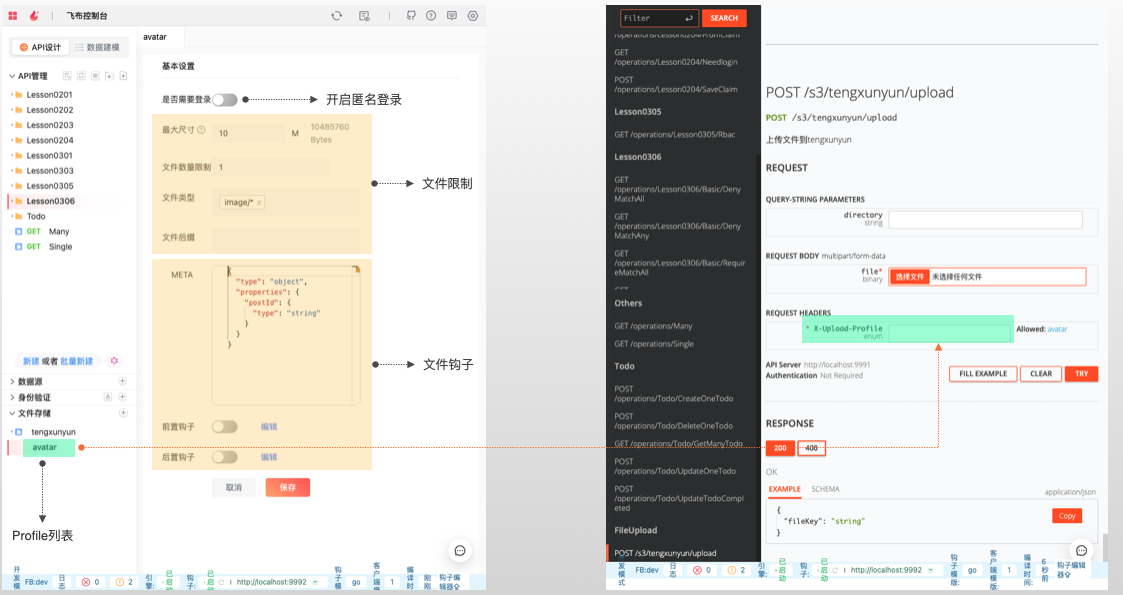 飞布控制台
API设计
数据建模
avatar
API管理
Lesson0201
Lesson0202
Lesson0203
Lesson0204
Lesson0301
Lesson0303
Lesson0305
Lesson0306
Todo
GET Many
GET Single
新建 或者 批量新建
数据源
身份验证
文件存储
tengxunyun
avatar
Profile列表
基本设置
是否需要登录
开启匿名登录
最大尺寸 10 M 10485760
Bytes
文件数量限制 1
文件类型 image/* ×
文件后缀
文件限制
META
{
"type": "object",
"properties": {
"postId": {
"type": "string"
}
}
}
文件钩子
前置钩子 编辑
后置钩子 编辑
取消 保存
开发模式
FB:dev
日志
0
2
引擎:
已启动
钩子:
已启动
http://localhost:9992
钩子模
go
客户端
1
编译时
刚刚
钩子编辑器
Filter
SEARCH
/operations/Lesson0204/FromClaim
GET
/operations/Lesson0204/Needlogin
POST
/operations/Lesson0204/SaveClaim
Lesson0305
GET /operations/Lesson0305/Rbac
Lesson0306
GET
/operations/Lesson0306/Basic/Deny
MatchAll
GET
/operations/Lesson0306/Basic/Deny
MatchAny
GET
/operations/Lesson0306/Basic/Requir
eMatchAll
GET
Others
GET /operations/Many
GET /operations/Single
Todo
POST
/operations/Todo/CreateOneTodo
POST
/operations/Todo/DeleteOneTodo
GET /operations/Todo/GetManyTodo
POST
/operations/Todo/UpdateOneTodo
POST
/operations/Todo/UpdateTodoCompl
eted
FileUpload
POST /s3/tengxunyun/upload
POST /s3/tengxunyun/upload
POST /s3/tengxunyun/upload
上传文件到tengxunyun
REQUEST
QUERY-STRING PARAMETERS
directory
string
REQUEST BODY multipart/form-data
file*
binary
选择文件 未选择任何文件
REQUEST HEADERS
* X-Upload-Profile
enum
Allowed: avatar
API Server http://localhost:9991
Authentication Not Required
FILL EXAMPLE CLEAR TRY
RESPONSE
200 400
OK
EXAMPLE SCHEMA
application/json
{
"fileKey": "string"
}
Copy
发模式
FB:dev
日志
0
2
引擎:
已启动
钩子:
已启动
http://localhost:9992
钩子模版:
go
客户端模版:
1
编译时间:
6秒前
钩子编辑器